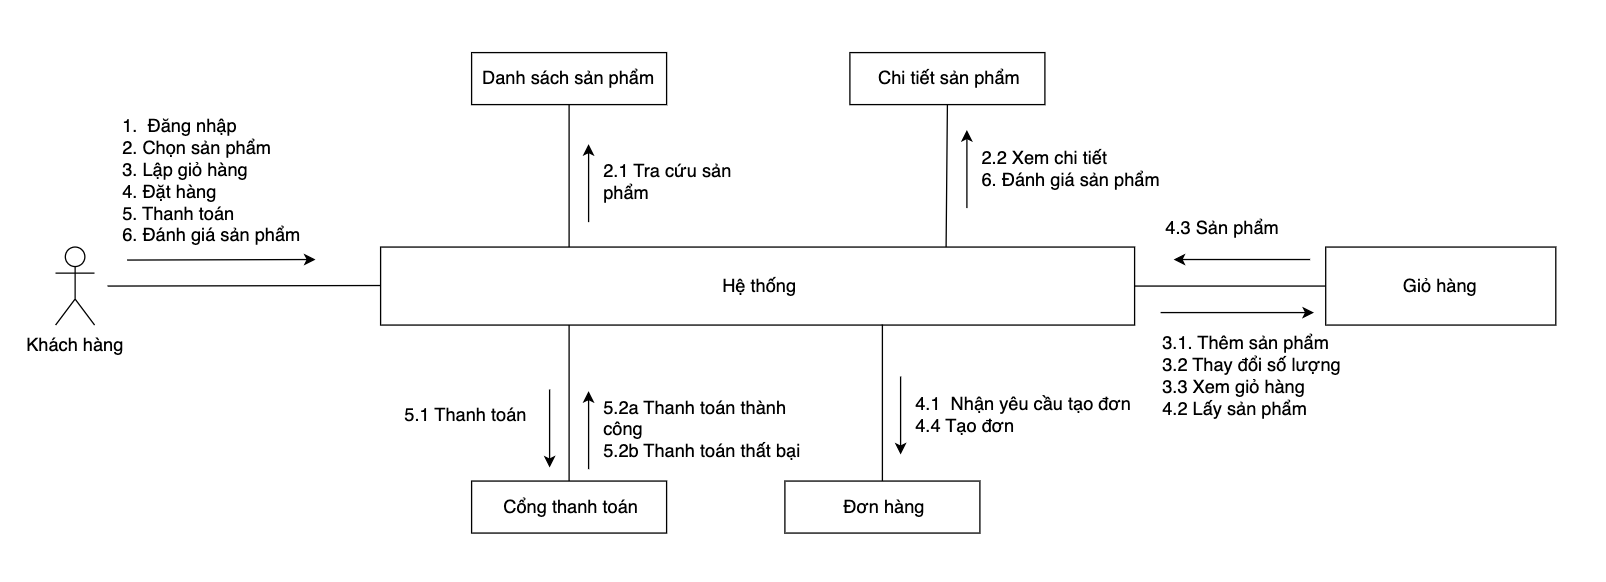 Danh sách sản phẩm
Chi tiết sản phẩm
1.  Đăng nhập
2. Chọn sản phẩm
3. Lập giỏ hàng
4. Đặt hàng
5. Thanh toán
6. Đánh giá sản phẩm
2.1 Tra cứu sản
phẩm
2.2 Xem chi tiết
6. Đánh giá sản phẩm
4.3 Sản phẩm
Khách hàng
Hệ thống
Giỏ hàng
3.1. Thêm sản phẩm
3.2 Thay đổi số lượng
3.3 Xem giỏ hàng
4.2 Lấy sản phẩm
5.1 Thanh toán
5.2a Thanh toán thành
công
5.2b Thanh toán thất bại
4.1  Nhận yêu cầu tạo đơn
4.4 Tạo đơn
Cổng thanh toán
Đơn hàng